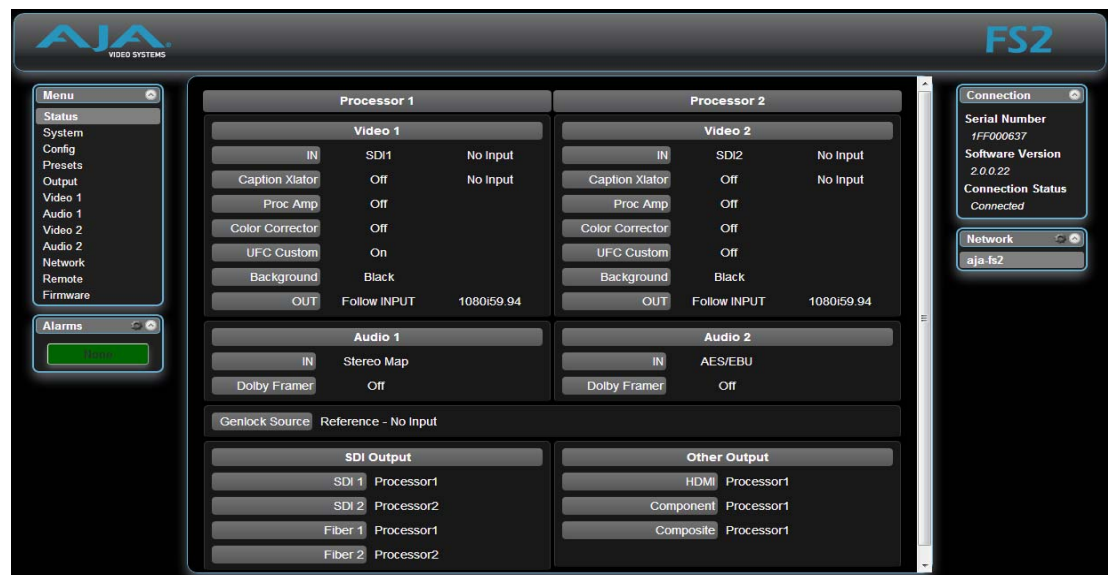 AJA
VIDEO SYSTEMS
FS2
Menu
Status
System
Config
Presets
Output
Video 1
Audio 1
Video 2
Audio 2
Network
Remote
Firmware
Alarms
None
Processor 1
Processor 2
Video 1
IN SDI1 No Input
Caption Xlator Off No Input
Proc Amp Off
Color Corrector Off
UFC Custom On
Background Black
OUT Follow INPUT 1080i59.94
Video 2
IN SDI2 No Input
Caption Xlator Off No Input
Proc Amp Off
Color Corrector Off
UFC Custom Off
Background Black
OUT Follow INPUT 1080i59.94
Audio 1
IN Stereo Map
Dolby Framer Off
Audio 2
IN AES/EBU
Dolby Framer Off
Genlock Source Reference - No Input
SDI Output
SDI 1 Processor1
SDI 2 Processor2
Fiber 1 Processor1
Fiber 2 Processor2
Other Output
HDMI Processor1
Component Processor1
Composite Processor1
Connection
Serial Number
1FF000637
Software Version
2.0.0.22
Connection Status
Connected
Network
aja-fs2